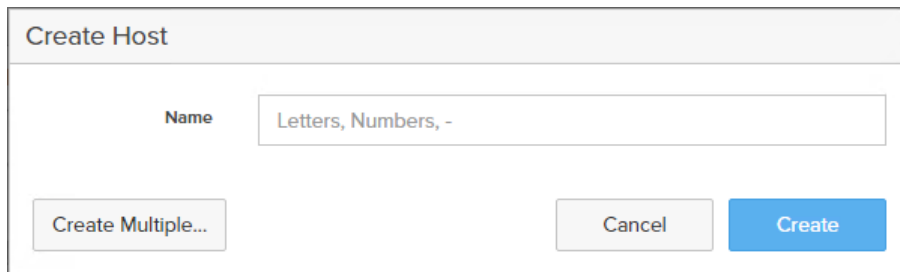 Create Host
Name
Letters, Numbers, -
Create Multiple...
Cancel
Create